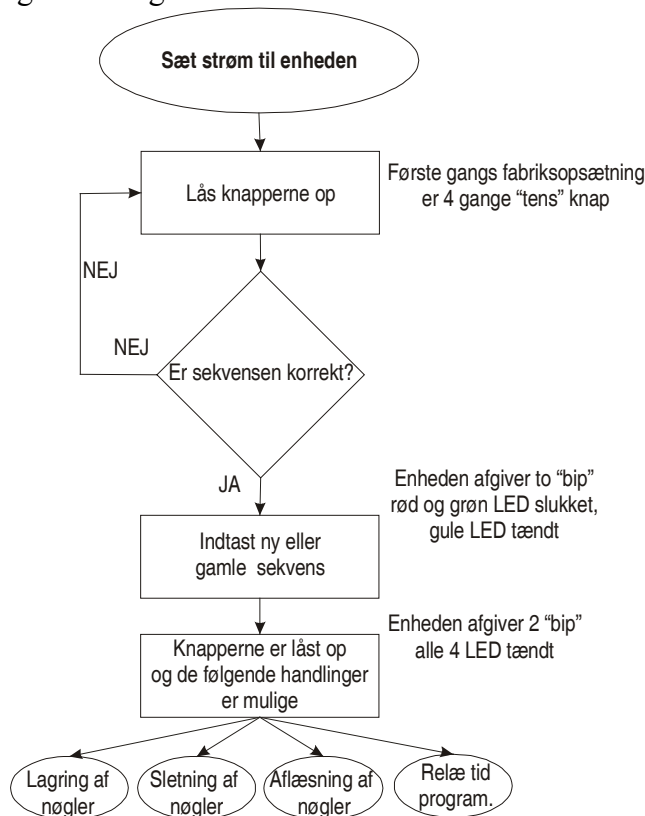 Sæt strøm til enheden
Lås knapperne op
Første gangs fabriksopsætning
er 4 gange “tens” knap
NEJ
NEJ
Er sekvensen korrekt?
JA
Enheden afgiver to “bip”
rød og grøn LED slukket,
gule LED tændt
Indtast ny eller
gamle sekvens
Enheden afgiver 2 “bip”
alle 4 LED tændt
Knapperne er låst op
og de følgende handlinger
er mulige
Lagring af
nøgler
Sletning af
nøgler
Aflæsning af
nøgler
Relæ tid
program.